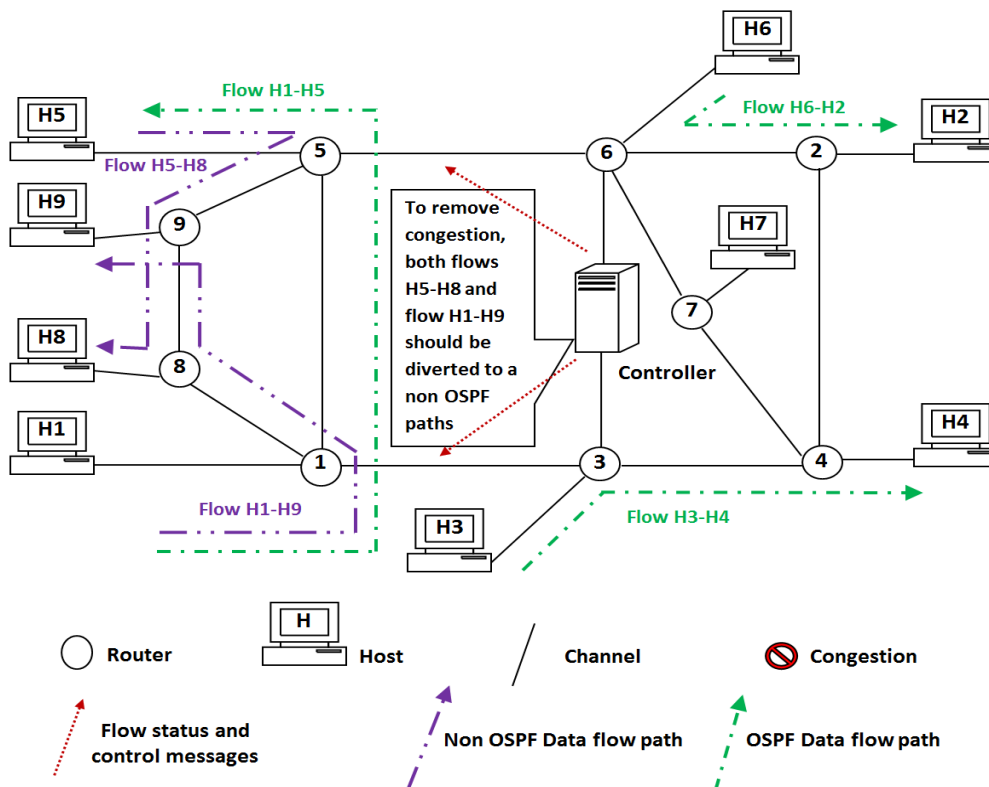 H6
Flow H1-H5
Flow H6-H2
H5
H2
5
6
2
Flow H5-H8
To remove
congestion,
both flows
H5-H8 and
flow H1-H9
should be
diverted to a
non OSPF
paths
H9
9
H7
7
H8
8
Controller
H1
H4
1
3
4
Flow H1-H9
H3
Flow H3-H4
H
Router
Host
Channel
Congestion
Flow status and
control messages
Non OSPF Data flow path
OSPF Data flow path